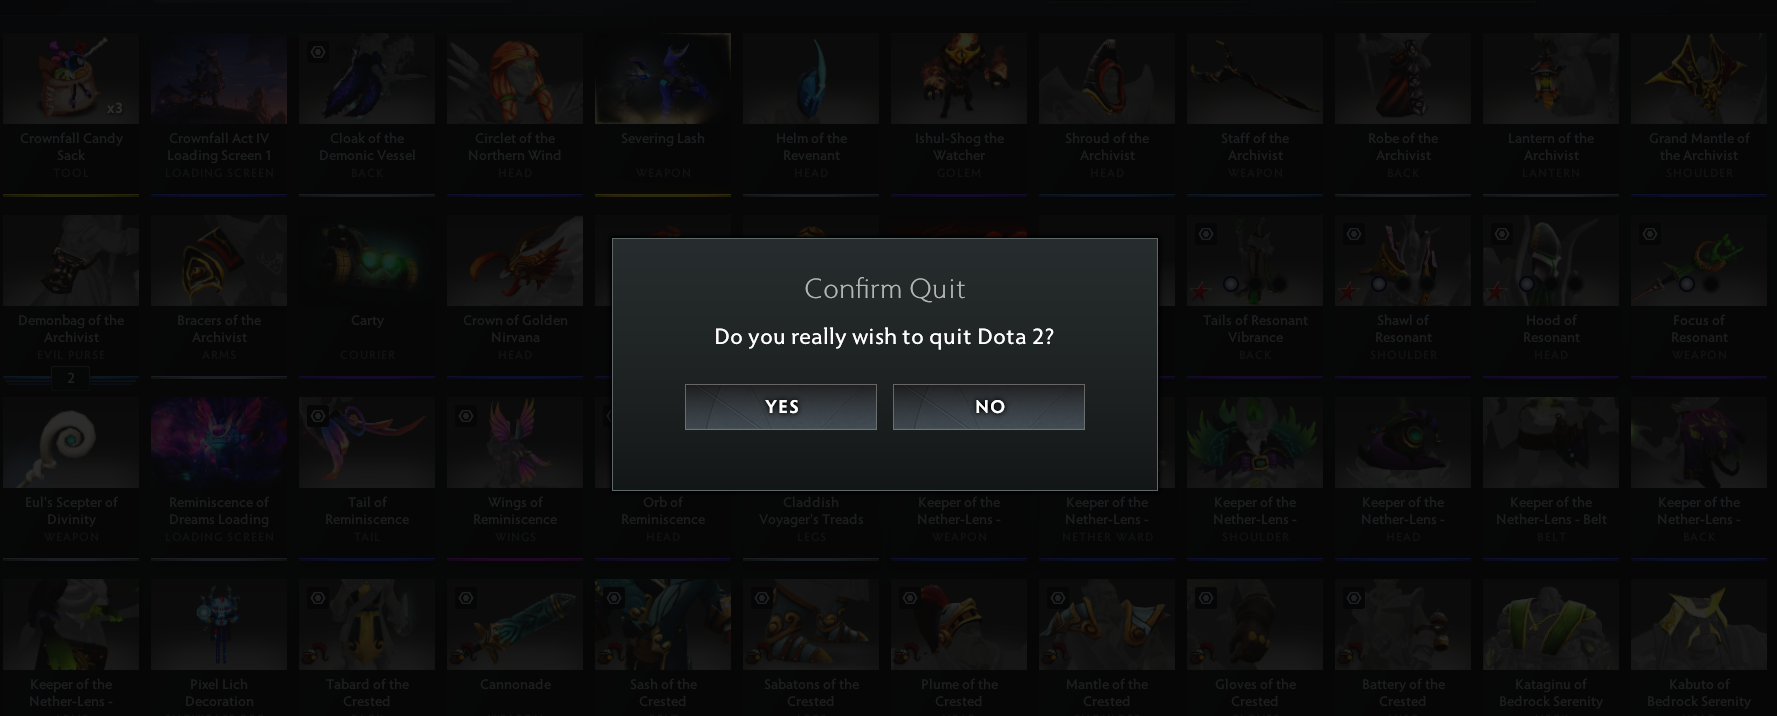 x3
Crownfall Candy
Sack
TOOL
Crownfall Act IV
Loading Screen 1
LOADING SCREEN
Cloak of the
Demonic Vessel
BACK
Circlet of the
Northern Wind
HEAD
Severing Lash
WEAPON
Helm of the
Revenant
HEAD
Ishul-Shog the
Watcher
GOLEM
Shroud of the
Archivist
HEAD
Staff of the
Archivist
WEAPON
Robe of the
Archivist
BACK
Lantern of the
Archivist
LANTERN
Grand Mantle of
the Archivist
SHOULDER
Demonbag of the
Archivist
EVIL PURSE
2
Bracers of the
Archivist
ARMS
Carty
COURIER
Crown of Golden
Nirvana
HEAD
Confirm Quit
Do you really wish to quit Dota 2?
YES
NO
Tails of Resonant
Vibrance
BACK
Shawl of
Resonant
SHOULDER
Hood of
Resonant
HEAD
Focus of
Resonant
WEAPON
Eul's Scepter of
Divinity
WEAPON
Reminiscence of
Dreams Loading
LOADING SCREEN
Tail of
Reminiscence
TAIL
Wings of
Reminiscence
WINGS
Orb of
Reminiscence
HEAD
Claddish
Voyager's Treads
LEGS
Keeper of the
Nether-Lens -
WEAPON
Keeper of the
Nether-Lens -
NETHER WARD
Keeper of the
Nether-Lens -
SHOULDER
Keeper of the
Nether-Lens -
HEAD
Keeper of the
Nether-Lens - Belt
BELT
Keeper of the
Nether-Lens -
BACK
Keeper of the
Nether-Lens -
Pixel Lich
Decoration
Tabard of the
Crested
Cannonade
Sash of the
Crested
Sabatons of the
Crested
Plume of the
Crested
Mantle of the
Crested
Gloves of the
Crested
Battery of the
Crested
Kataginu of
Bedrock Serenity
Kabuto of
Bedrock Serenity